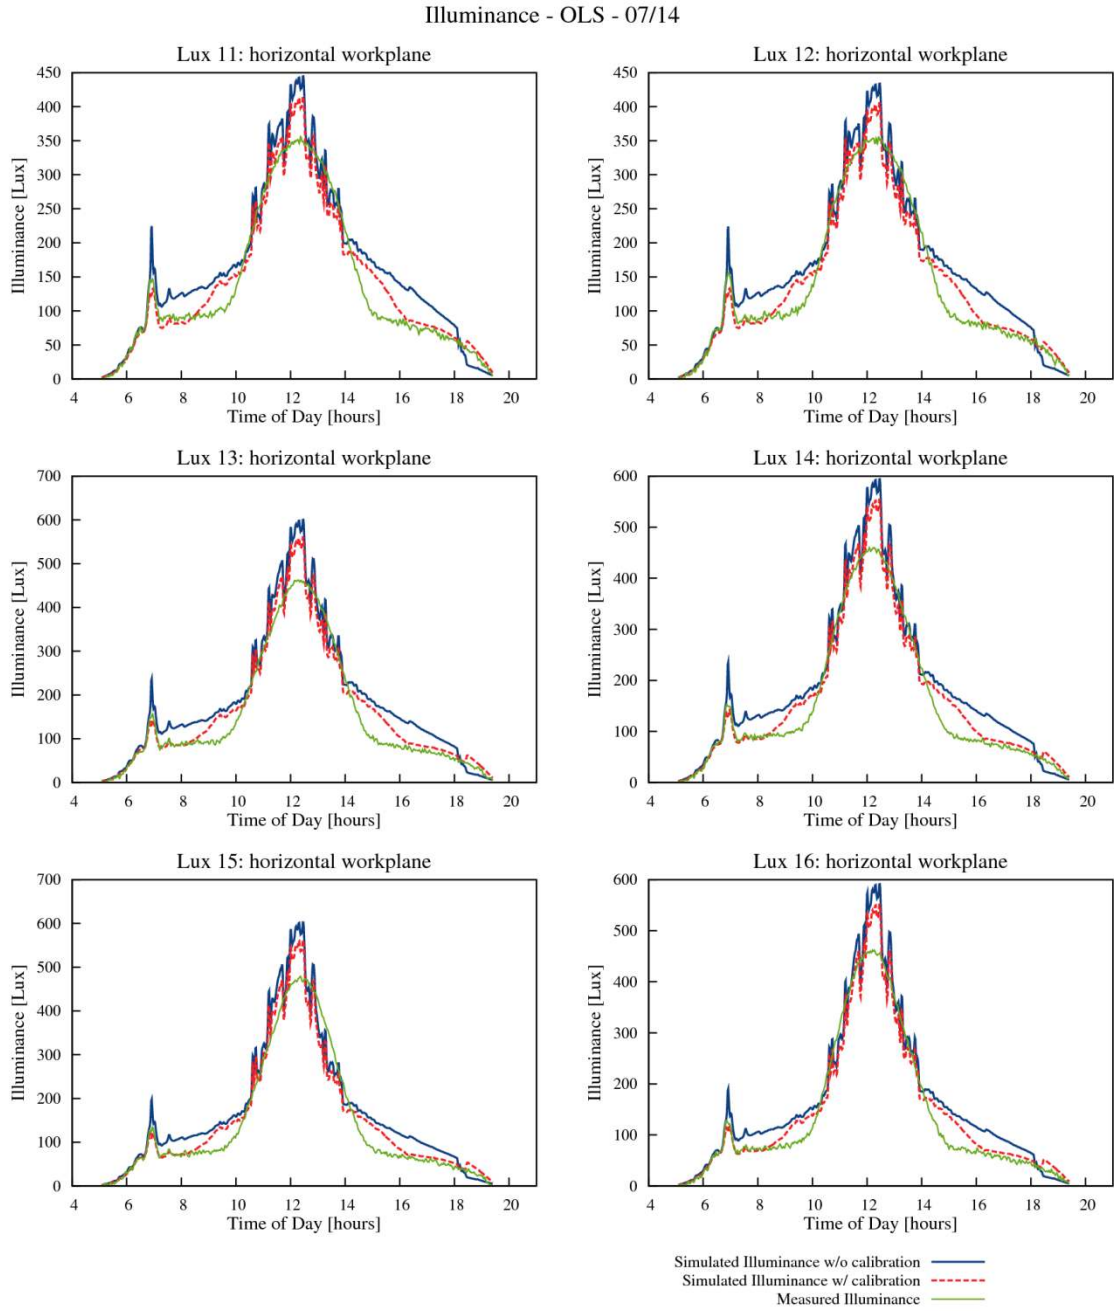 Illuminance - OLS - 07/14
Lux 11: horizontal workplane
450
400
350
300
250
200
150
100
50
0
Illuminance [Lux]
4 6 8 10 12 14 16 18 20
Time of Day [hours]
Lux 12: horizontal workplane
450
400
350
300
250
200
150
100
50
0
Illuminance [Lux]
4 6 8 10 12 14 16 18 20
Time of Day [hours]
Lux 13: horizontal workplane
700
600
500
400
300
200
100
0
Illuminance [Lux]
4 6 8 10 12 14 16 18 20
Time of Day [hours]
Lux 14: horizontal workplane
600
500
400
300
200
100
0
Illuminance [Lux]
4 6 8 10 12 14 16 18 20
Time of Day [hours]
Lux 15: horizontal workplane
700
600
500
400
300
200
100
0
Illuminance [Lux]
4 6 8 10 12 14 16 18 20
Time of Day [hours]
Lux 16: horizontal workplane
600
500
400
300
200
100
0
Illuminance [Lux]
4 6 8 10 12 14 16 18 20
Time of Day [hours]
Simulated Illuminance w/o calibration
Simulated Illuminance w/ calibration
Measured Illuminance